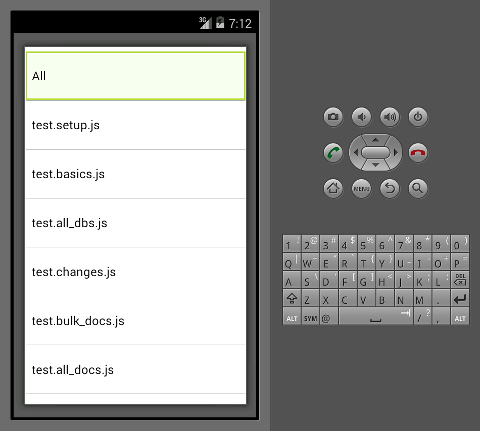 3G 7:12
All
test.setup.js
test.basics.js
test.all_dbs.js
test.changes.js
test.bulk_docs.js
test.all_docs.js
MENU
1 ! 2 @ 3 # 4 $ 5 % 6 ^ 7 & 8 * 9 ( 0 )
Q W E R T Y U I O P
A S D F G H J K L DEL
Z X C V B N M .
ALT SYM @ / ? , ALT